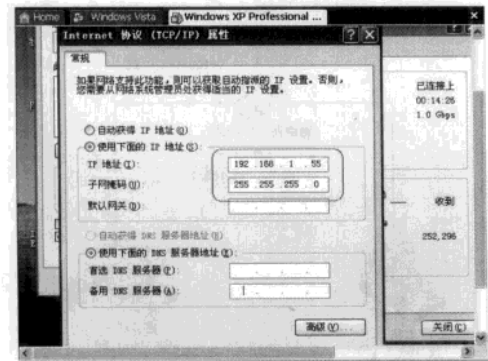 Home Windows Vista Windows XP Professional ...
Internet 协议 (TCP/IP) 属性
常规
如果网络支持此功能，则可以获取自动指派的 IP 设置。否则，
您需要从网络系统管理员处获得适当的 IP 设置。
自动获得 IP 地址(O)
使用下面的 IP 地址(S):
IP 地址(I): 192 .168 . 1 . 55
子网掩码(U): 255 .255 .255 . 0
默认网关(D):
自动获得 DNS 服务器地址(B)
使用下面的 DNS 服务器地址(E):
首选 DNS 服务器(P):
备用 DNS 服务器(A):
高级(V)...
已连接上
00:14:26
1.0 Gbps
收到
252,296
关闭(C)